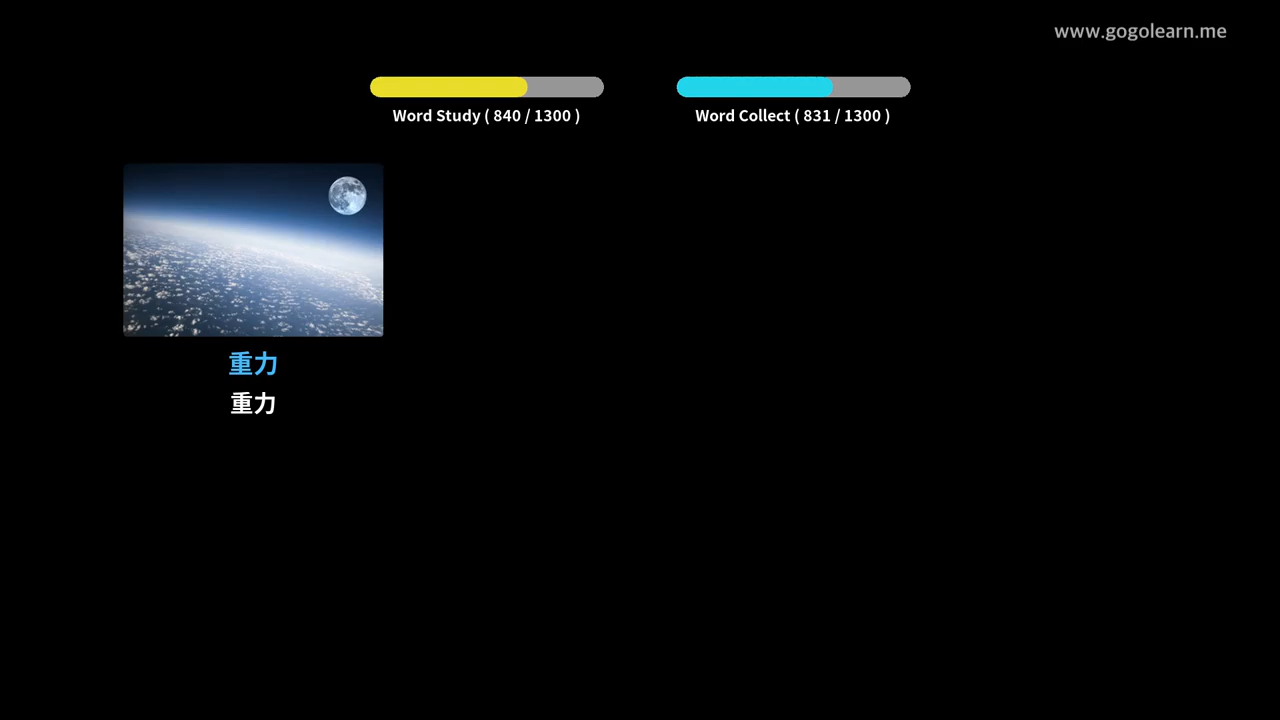 www.gogolearn.me
Word Study ( 840 / 1300 )
Word Collect ( 831 / 1300 )
重力
重力